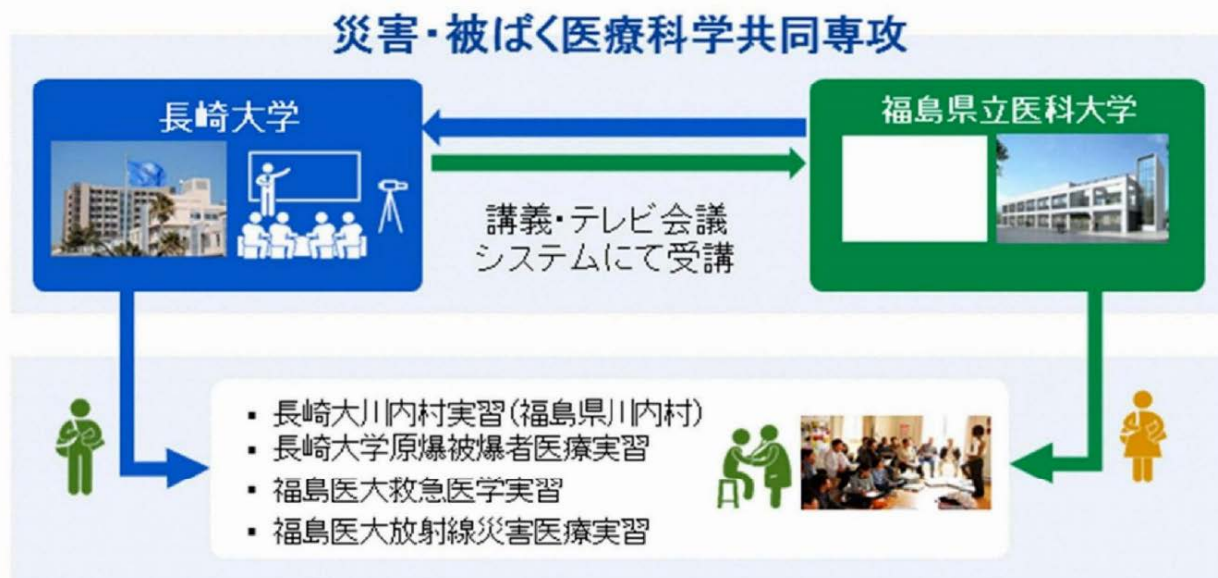 災害・被ばく医療科学共同専攻
長崎大学
福島県立医科大学
講義・テレビ会議
システムにて受講
▪ 長崎大川内村実習(福島県川内村)
▪ 長崎大学原爆被爆者医療実習
▪ 福島医大救急医学実習
▪ 福島医大放射線災害医療実習